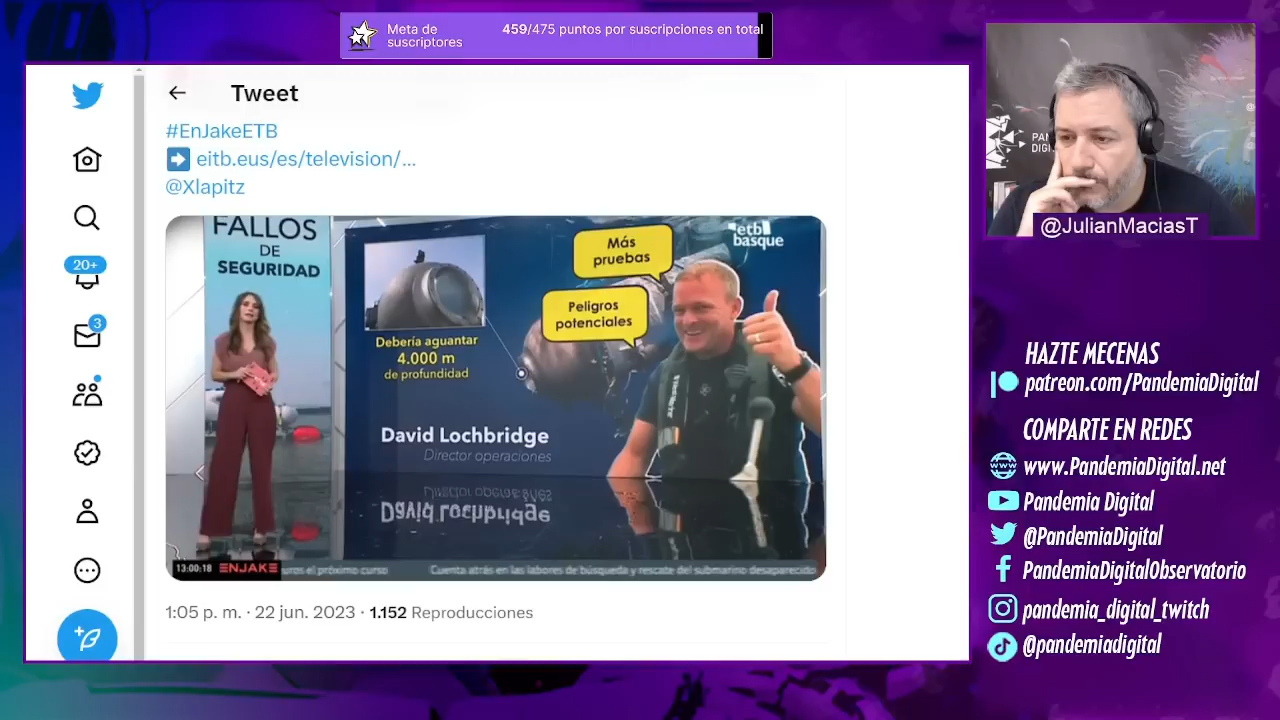 Meta de
suscriptores
459/475 puntos por suscripciones en total
Tweet
#EnJakeETB
eitb.eus/es/television/...
@Xlapitz
20+
3
FALLOS
DE
SEGURIDAD
Más
pruebas
Peligros
potenciales
etb
basque
Debería aguantar
4.000 m
de profundidad
David Lochbridge
Director operaciones
13:00:18 ENJAKE
uros el próximo curso Cuenta atrás en las labores de búsqueda y rescate del submarino desaparecido
1:05 p. m. · 22 jun. 2023 · 1.152 Reproducciones
@JulianMaciasT
HAZTE MECENAS
patreon.com/PandemiaDigital
COMPARTE EN REDES
www.PandemiaDigital.net
Pandemia Digital
@PandemiaDigital
PandemiaDigitalObservatorio
pandemia_digital_twitch
@pandemiadigital